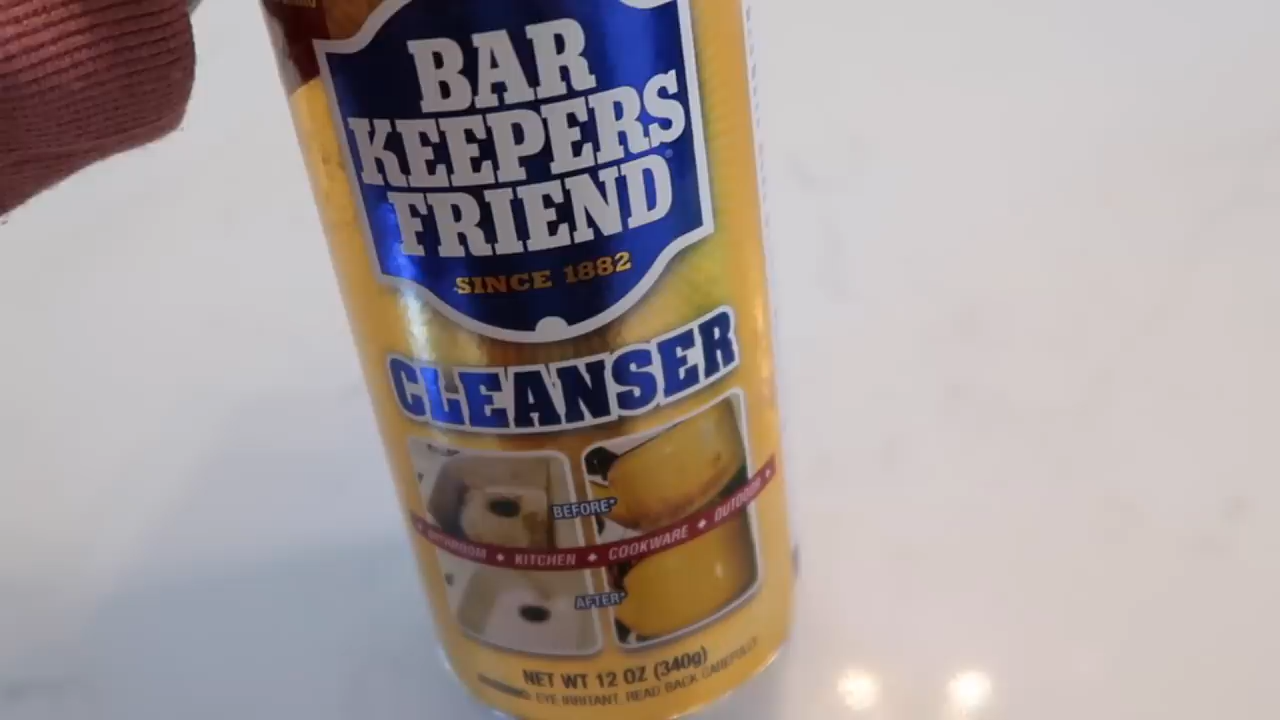 BAR
KEEPERS
FRIEND®
SINCE 1882
CLEANSER
BEFORE*
KITCHEN ◆ COOKWARE ◆ OUTDOOR
AFTER*
NET WT 12 OZ (340g)
EYE IRRITANT. READ BACK CAREFULLY